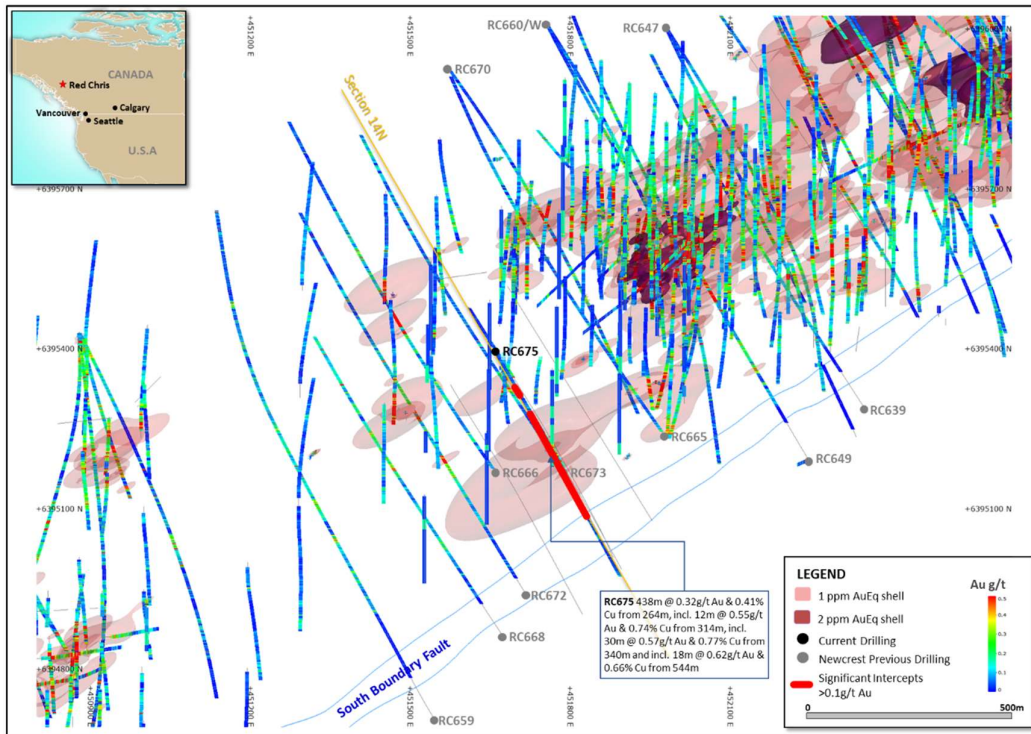 CANADA
Red Chris
Vancouver
Calgary
Seattle
U.S.A
+451200 E
+451500 E
+451800 E
+452100 E
RC660/W
RC647
RC670
Section 14N
+6395700 N
+6395700 N
+6395400 N
+6395400 N
RC675
RC639
RC665
RC649
RC666
RC673
+6395100 N
+6395100 N
RC672
RC668
South Boundary Fault
RC659
+6394800 N
+450900 E
+451200 E
+451500 E
+451800 E
+452100 E
RC675 438m @ 0.32g/t Au & 0.41%
Cu from 264m, incl. 12m @ 0.55g/t
Au & 0.74% Cu from 314m, incl.
30m @ 0.57g/t Au & 0.77% Cu from
340m and incl. 18m @ 0.62g/t Au &
0.66% Cu from 544m
LEGEND
1 ppm AuEq shell
2 ppm AuEq shell
Current Drilling
Newcrest Previous Drilling
Significant Intercepts
>0.1g/t Au
Au g/t
0.5
0.4
0.3
0.2
0.1
0.0
0
500m